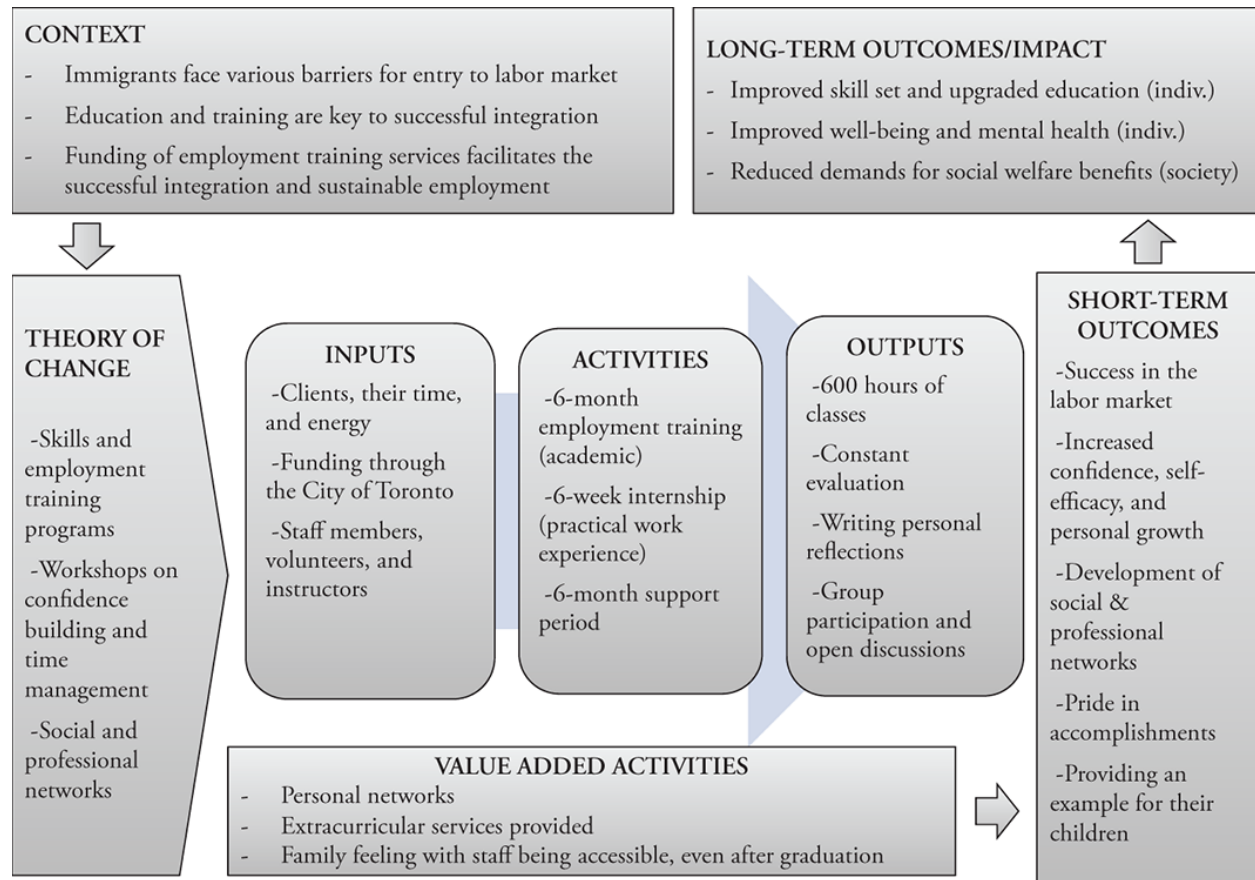 CONTEXT
- Immigrants face various barriers for entry to labor market
- Education and training are key to successful integration
- Funding of employment training services facilitates the
successful integration and sustainable employment
LONG-TERM OUTCOMES/IMPACT
- Improved skill set and upgraded education (indiv.)
- Improved well-being and mental health (indiv.)
- Reduced demands for social welfare benefits (society)
THEORY OF
CHANGE
-Skills and
employment
training
programs
-Workshops on
confidence
building and
time
management
-Social and
professional
networks
INPUTS
-Clients, their time,
and energy
-Funding through
the City of Toronto
-Staff members,
volunteers, and
instructors
ACTIVITIES
-6-month
employment training
(academic)
-6-week internship
(practical work
experience)
-6-month support
period
OUTPUTS
-600 hours of
classes
-Constant
evaluation
-Writing personal
reflections
-Group
participation and
open discussions
SHORT-TERM
OUTCOMES
-Success in the
labor market
-Increased
confidence, self-
efficacy, and
personal growth
-Development of
social &
professional
networks
-Pride in
accomplishments
-Providing an
example for their
children
VALUE ADDED ACTIVITIES
- Personal networks
- Extracurricular services provided
- Family feeling with staff being accessible, even after graduation